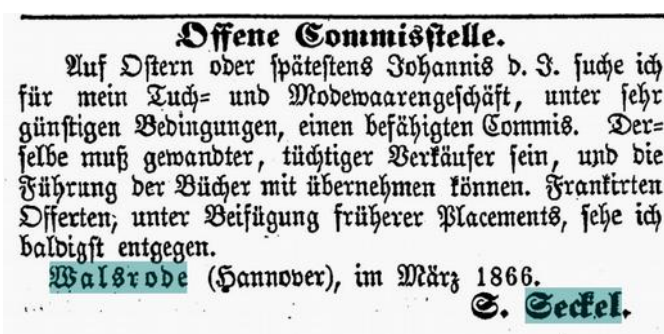 Offene Commisstelle.
Auf Ostern oder spätestens Johannis d. J. suche ich
für mein Tuch= und Modewaarengeschäft, unter sehr
günstigen Bedingungen, einen befähigten Commis. Der=
selbe muß gewandter, tüchtiger Verkäufer sein, und die
Führung der Bücher mit übernehmen können. Frankirten
Offerten, unter Beifügung früherer Placements, sehe ich
baldigst entgegen.
Walsrode (Hannover), im März 1866.
S. Seckel.